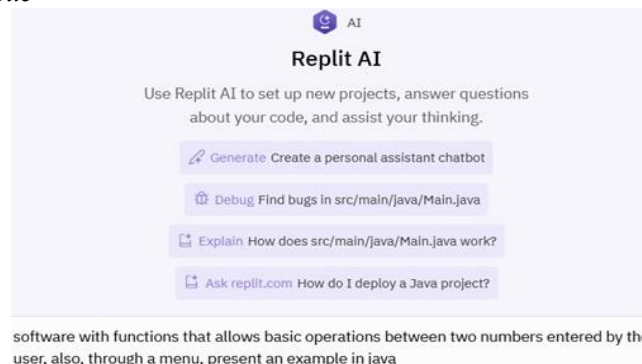 AI
Replit AI
Use Replit AI to set up new projects, answer questions
about your code, and assist your thinking.
Generate Create a personal assistant chatbot
Debug Find bugs in src/main/java/Main.java
Explain How does src/main/java/Main.java work?
Ask replit.com How do I deploy a Java project?
software with functions that allows basic operations between two numbers entered by the
user, also, through a menu, present an example in java